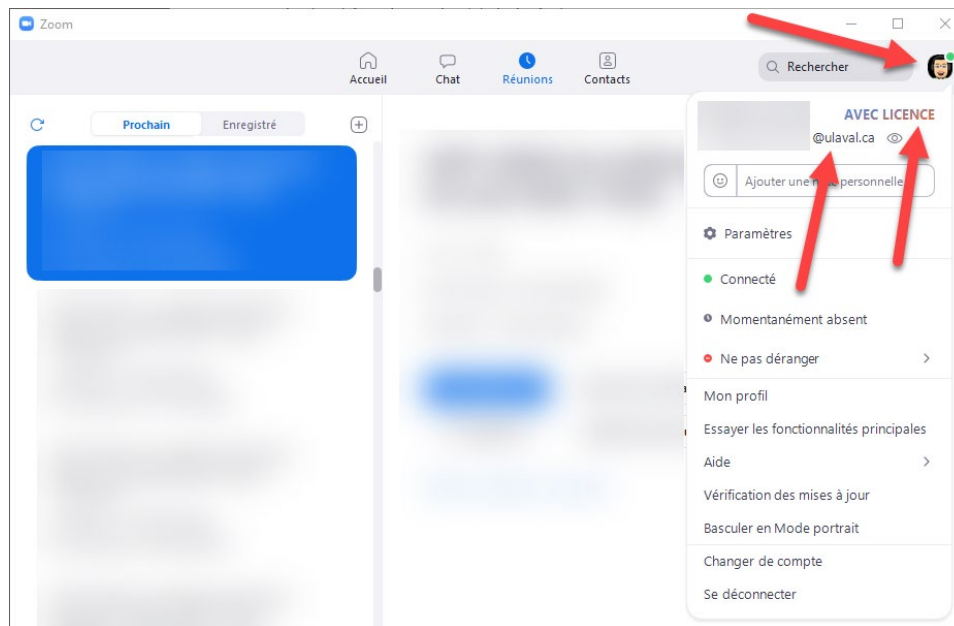 Zoom
Accueil
Chat
Réunions
Contacts
Rechercher
Prochain
Enregistré
AVEC LICENCE
@ulaval.ca
Ajouter une personnelle
Paramètres
Connecté
Momentanément absent
Ne pas déranger
Mon profil
Essayer les fonctionnalités principales
Aide
Vérification des mises à jour
Basculer en Mode portrait
Changer de compte
Se déconnecter